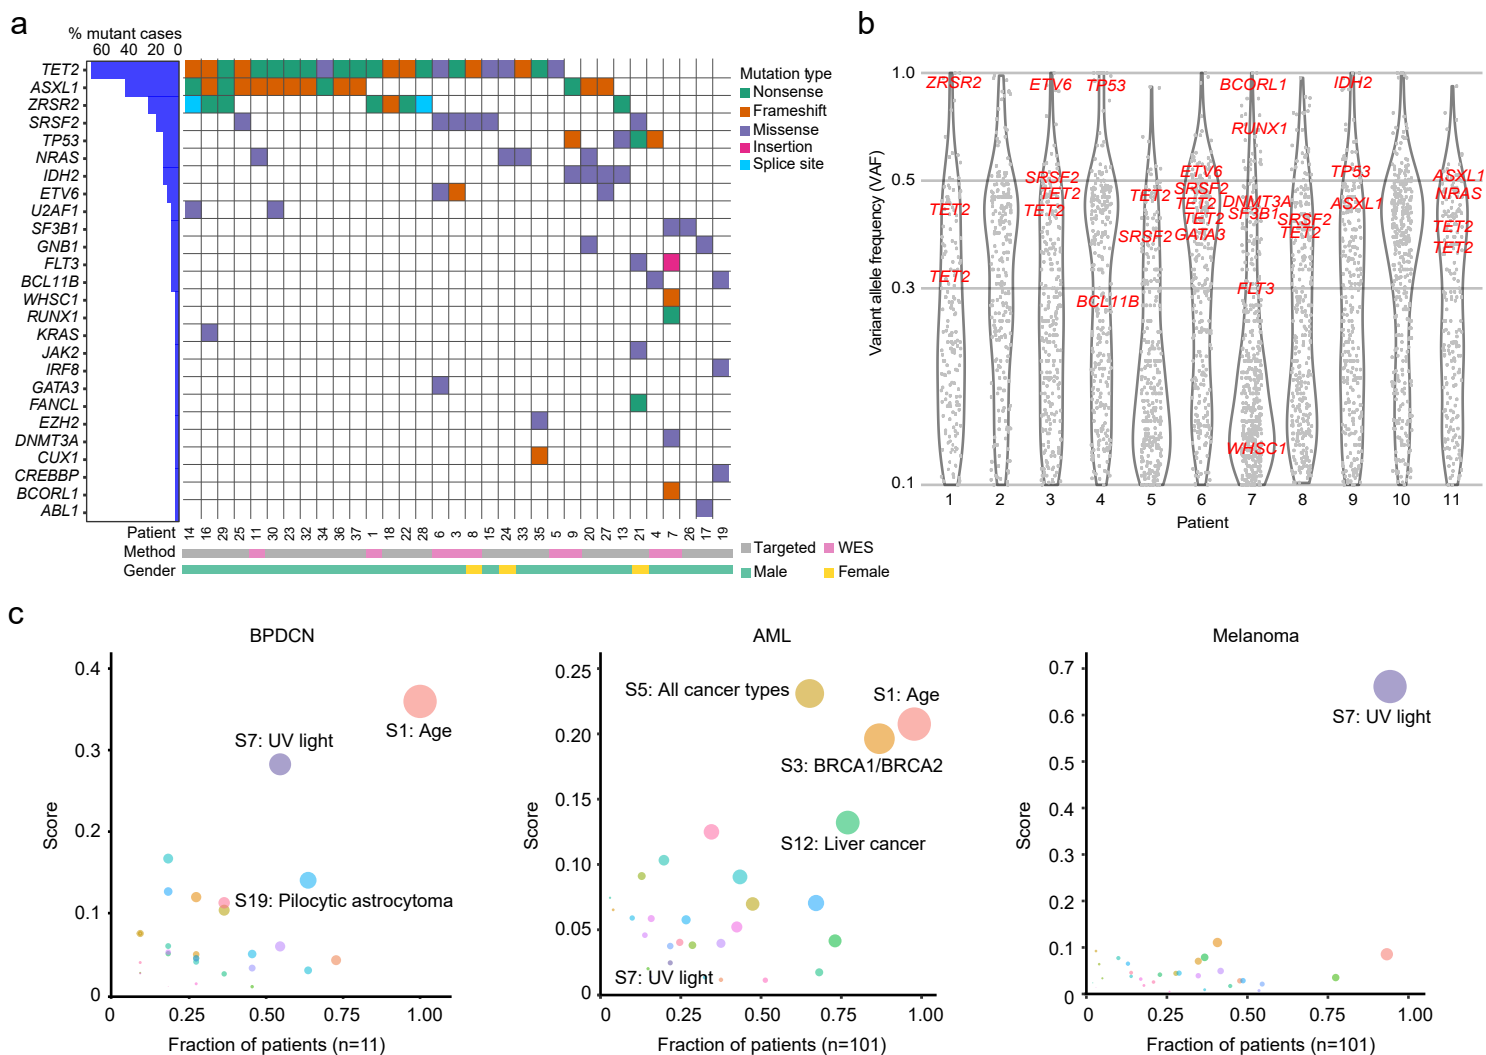 a
% mutant cases
60 40 20 0
TET2
ASXL1
ZRSR2
SRSF2
TP53
NRAS
IDH2
ETV6
U2AF1
SF3B1
GNB1
FLT3
BCL11B
WHSC1
RUNX1
KRAS
JAK2
IRF8
GATA3
FANCL
EZH2
DNMT3A
CUX1
CREBBP
BCORL1
ABL1
Patient 14 16 29 25 11 30 23 32 34 36 37 1 18 22 28 6 3 8 15 24 33 35 5 9 20 27 13 21 4 7 26 17 19
Method
Gender
Mutation type
Nonsense
Frameshift
Missense
Insertion
Splice site
Targeted WES
Male Female
b
Variant allele frequency (VAF)
1.0
0.5
0.3
0.1
ZRSR2
TET2
TET2
ETV6
SRSF2
TET2
TET2
TP53
BCL11B
TET2
SRSF2
ETV6
SRSF2
TET2
TET2
GATA3
BCORL1
RUNX1
DNMT3A
SF3B1
FLT3
WHSC1
SRSF2
TET2
IDH2
TP53
ASXL1
ASXL1
NRAS
TET2
TET2
1 2 3 4 5 6 7 8 9 10 11
Patient
c
BPDCN
Score
0.4
0.3
0.2
0.1
0
S1: Age
S7: UV light
S19: Pilocytic astrocytoma
0 0.25 0.50 0.75 1.00
Fraction of patients (n=11)
AML
Score
0.25
0.20
0.15
0.10
0.05
0
S5: All cancer types
S1: Age
S3: BRCA1/BRCA2
S12: Liver cancer
S7: UV light
0 0.25 0.50 0.75 1.00
Fraction of patients (n=101)
Melanoma
Score
0.7
0.6
0.5
0.4
0.3
0.2
0.1
0
S7: UV light
0 0.25 0.50 0.75 1.00
Fraction of patients (n=101)